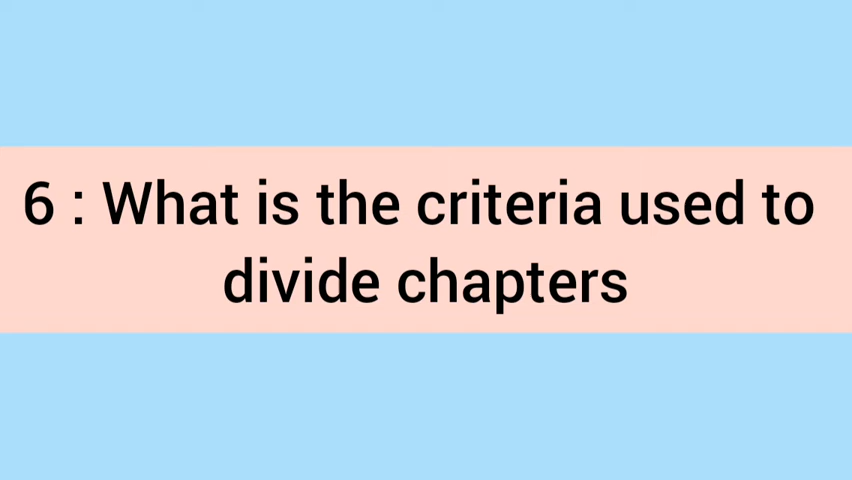 6 : What is the criteria used to
divide chapters